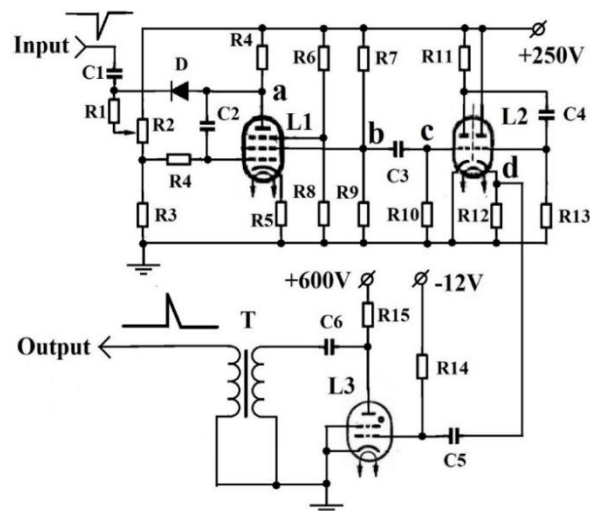 Input
R4 R6 R7 R11
+250V
C1 D a L1 L2
R1 R2 C2 b c C4
R4 C3 d
R3 R5 R8 R9 R10 R12 R13
+600V -12V
T C6 R15
Output R14
L3
C5